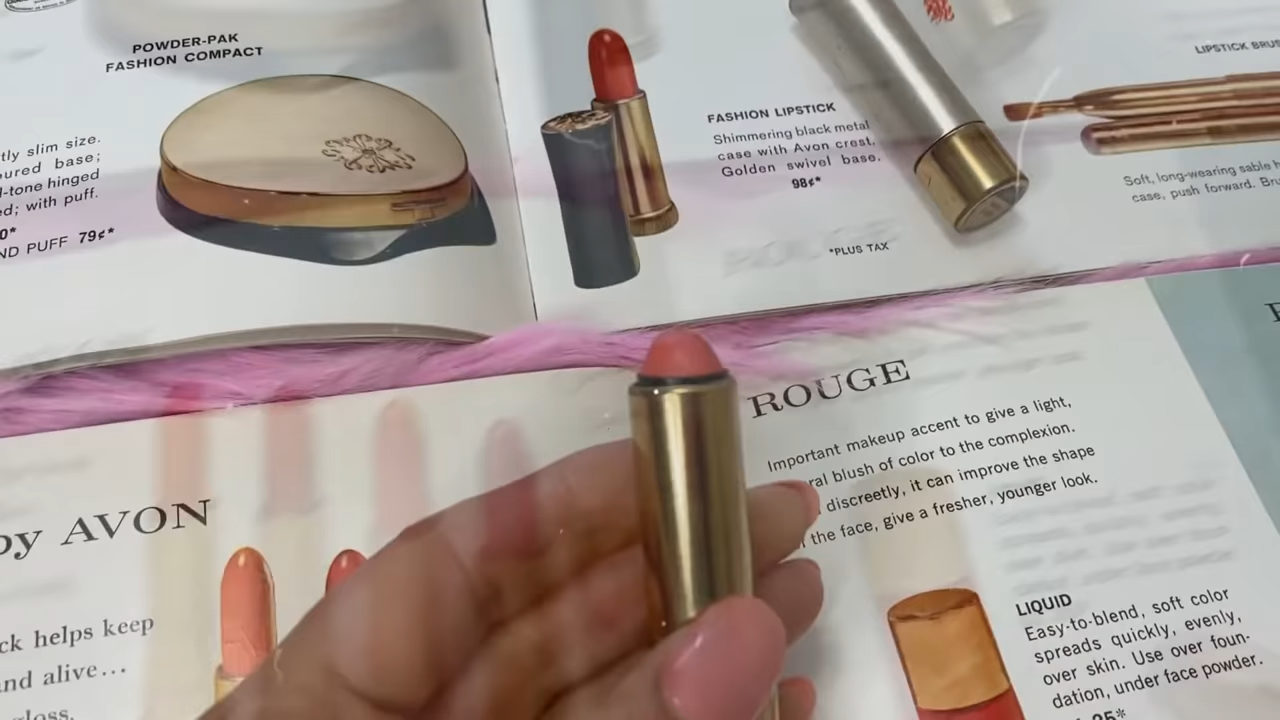 POWDER-PAK
FASHION COMPACT
tly slim size.
oured base;
l-tone hinged
ed; with puff.
0*
ND PUFF 79¢*
FASHION LIPSTICK
Shimmering black metal
case with Avon crest.
Golden swivel base.
98¢*
*PLUS TAX
LIPSTICK BRUS
Soft, long-wearing sable h
case, push forward. Bru
by AVON
ck helps keep
and alive...
gloss.
ROUGE
Important makeup accent to give a light,
ral blush of color to the complexion.
discreetly, it can improve the shape
the face, give a fresher, younger look.
LIQUID
Easy-to-blend, soft color
spreads quickly, evenly,
over skin. Use over foun-
dation, under face powder.